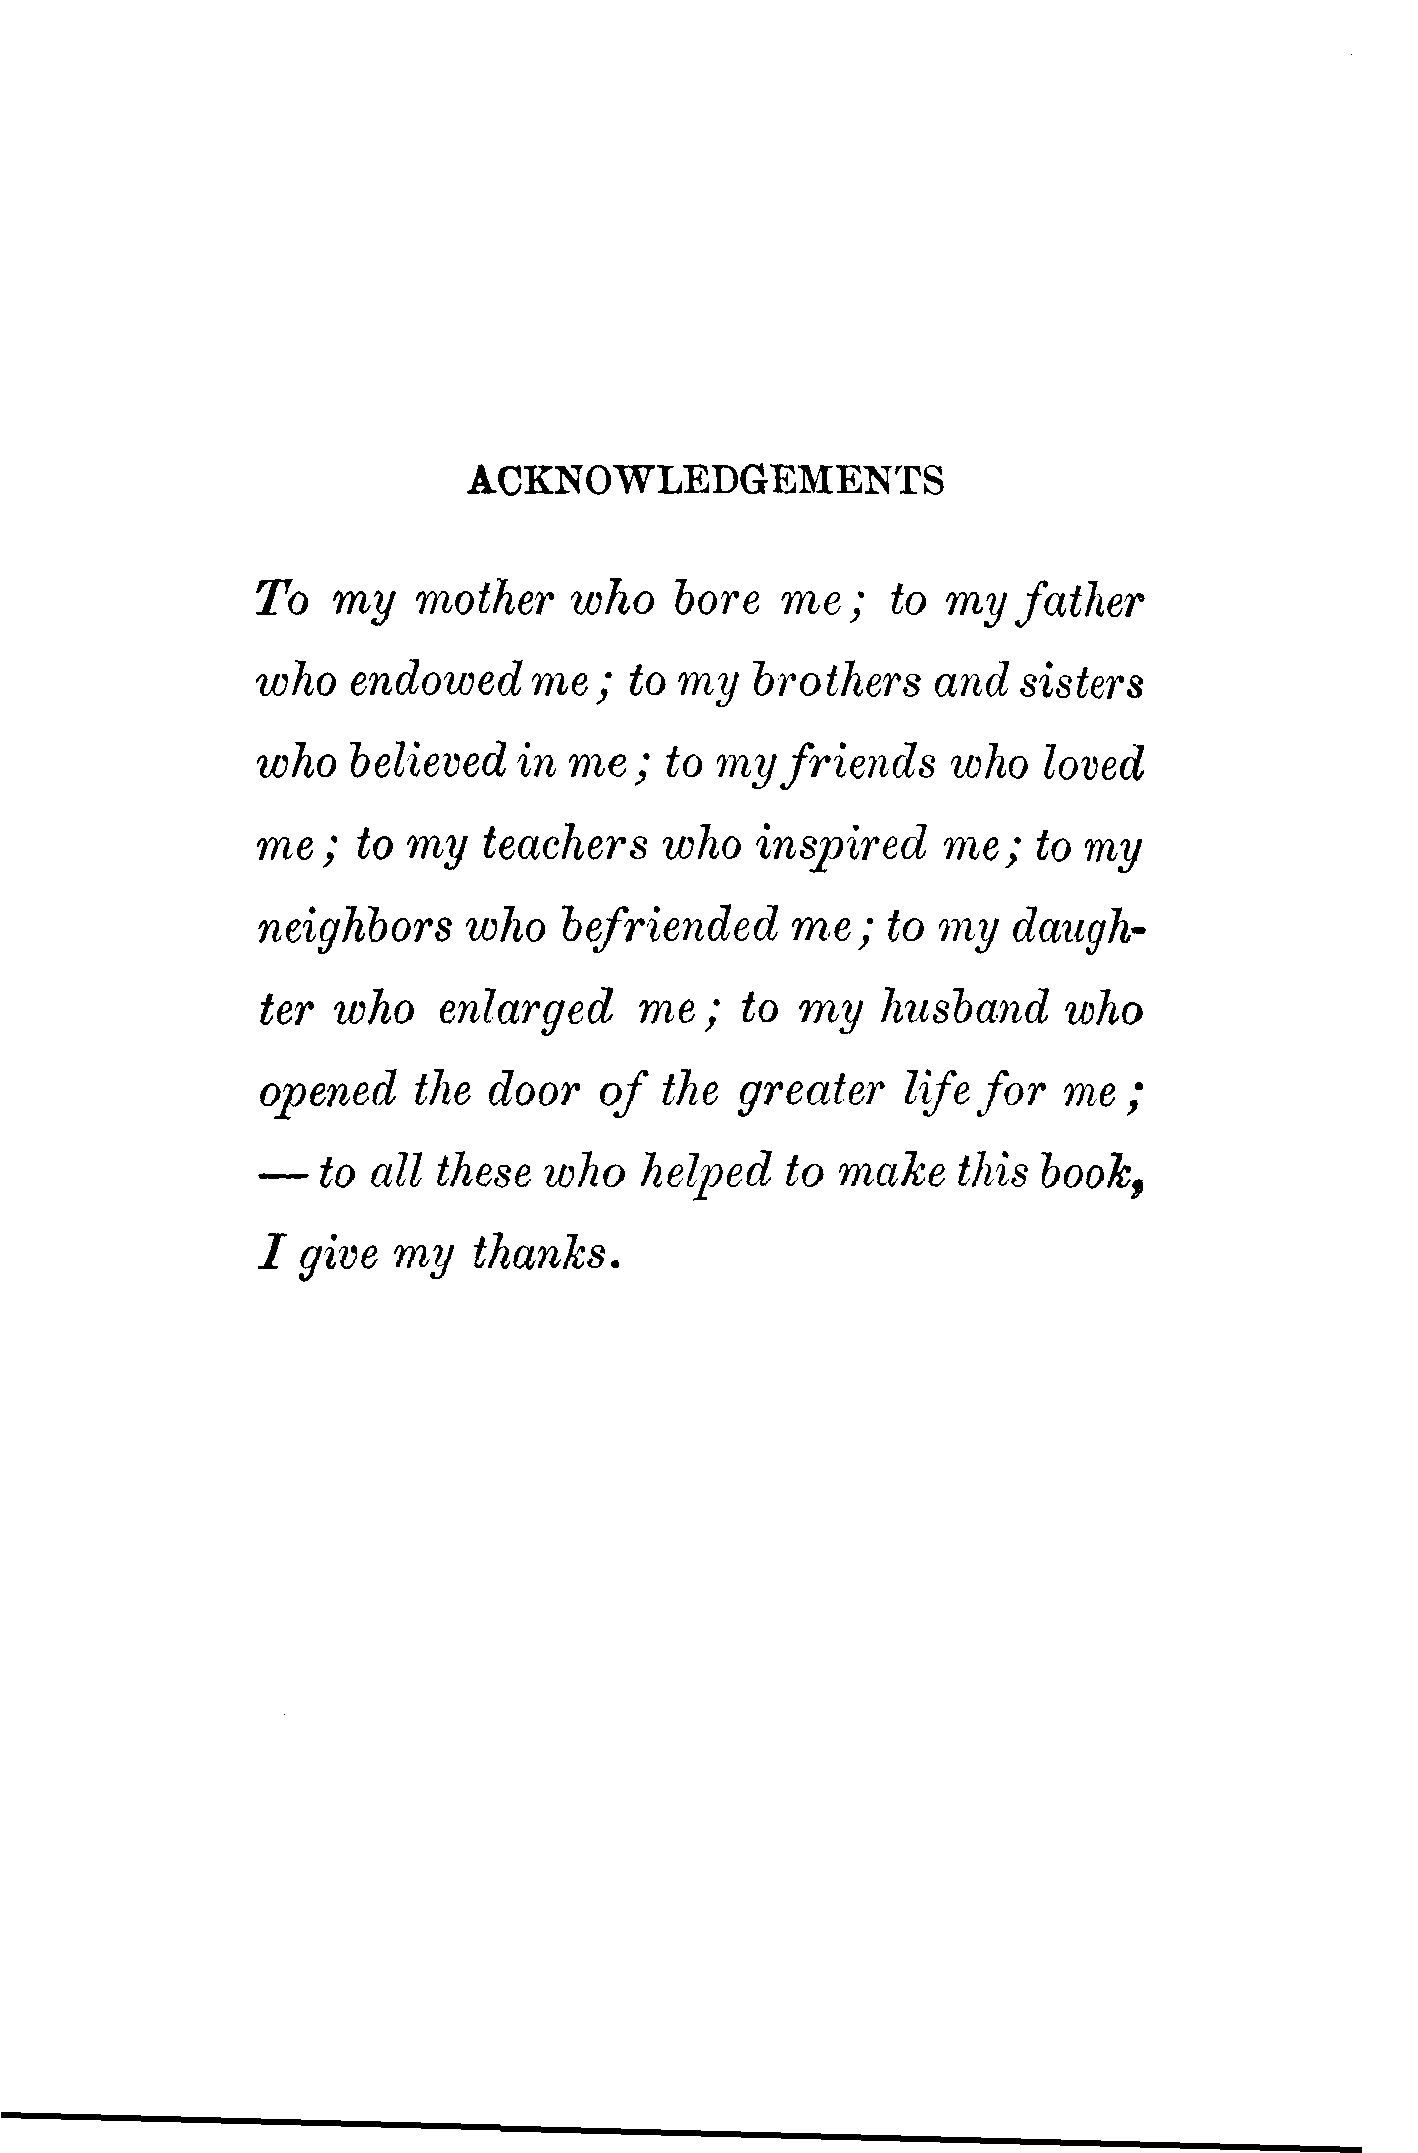 ACKNOWLEDGEMENTS
To my mother who bore me; to my father
who endowed me; to my brothers and sisters
who believed in me; to my friends who loved
me; to my teachers who inspired me; to my
neighbors who befriended me; to my daugh-
ter who enlarged me; to my husband who
opened the door of the greater life for me;
— to all these who helped to make this book,
I give my thanks.